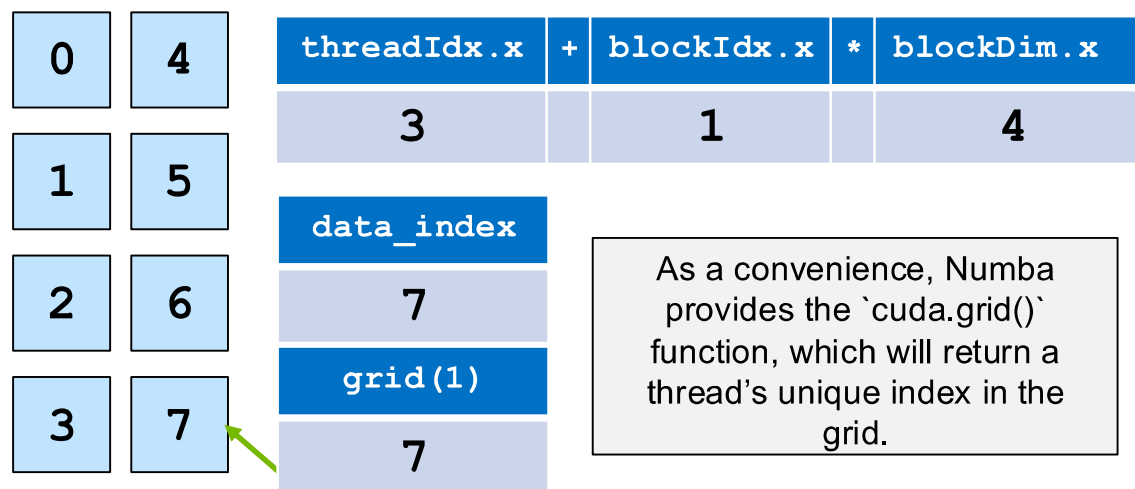 0 4
1 5
2 6
3 7
threadIdx.x + blockIdx.x * blockDim.x
3 1 4
data_index
7
grid(1)
7
As a convenience, Numba
provides the `cuda.grid()`
function, which will return a
thread’s unique index in the
grid.